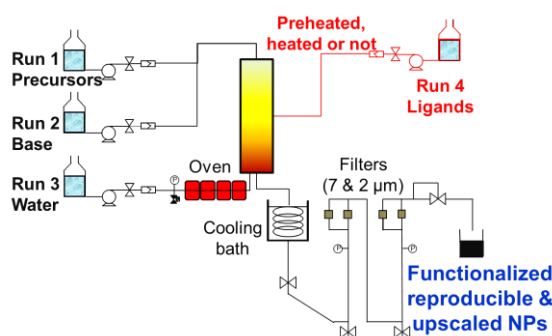 Preheated,
heated or not
Run 1
Precursors
Run 4
Ligands
Run 2
Base
Run 3
Water
P
Oven
Filters
(7 & 2 µm)
Cooling
bath
P
P
Functionalized
reproducible &
upscaled NPs